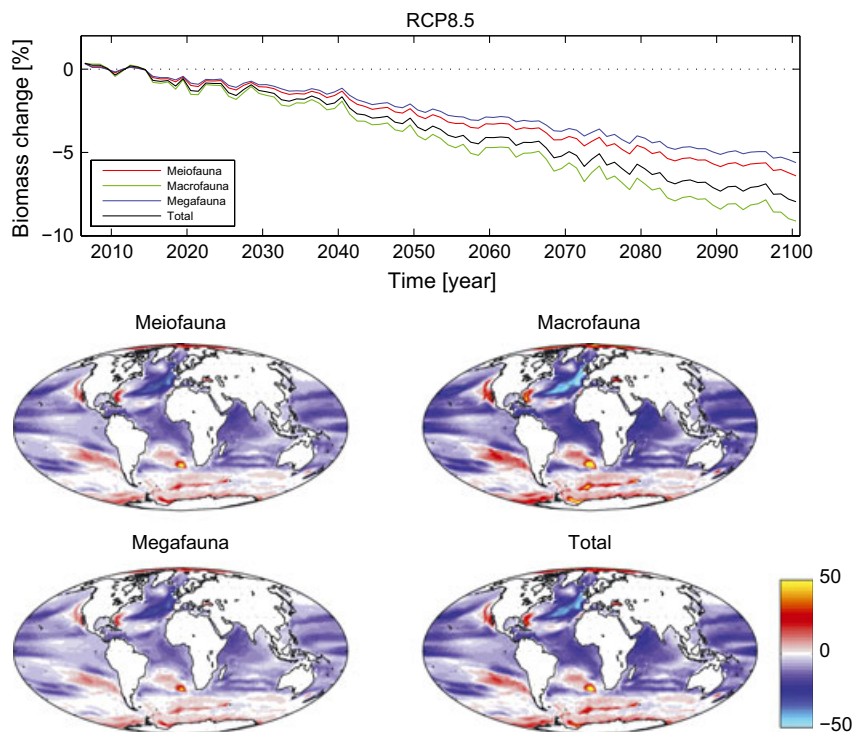 RCP8.5
Biomass change [%]
0
−5
−10
Meiofauna
Macrofauna
Megafauna
Total
2010 2020 2030 2040 2050 2060 2070 2080 2090 2100
Time [year]
Meiofauna Macrofauna
Megafauna Total
50
0
−50